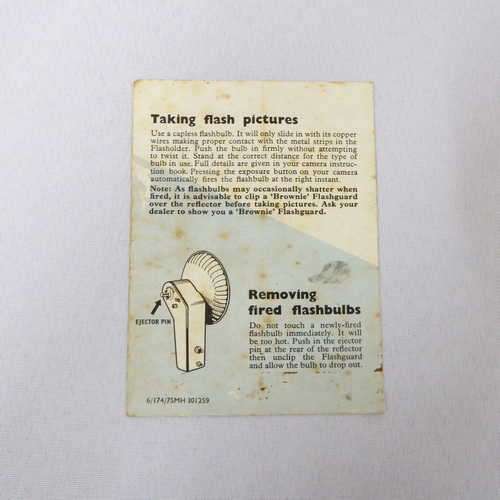 Taking flash pictures
Use a capless flashbulb. It will only slide in with its copper
wires making proper contact with the metal strips in the
Flasholder. Push the bulb in firmly without attempting
to twist it. Stand at the correct distance for the type of
bulb in use. Full details are given in your camera instruc-
tion book. Pressing the exposure button on your camera
automatically fires the flashbulb at the right instant.
Note: As flashbulbs may occasionally shatter when
fired, it is advisable to clip a 'Brownie' Flashguard
over the reflector before taking pictures. Ask your
dealer to show you a 'Brownie' Flashguard.
EJECTOR PIN
Removing
fired flashbulbs
Do not touch a newly-fired
flashbulb immediately. It will
be too hot. Push in the ejector
pin at the rear of the reflector
then unclip the Flashguard
and allow the bulb to drop out.
6/174/75MH 101259